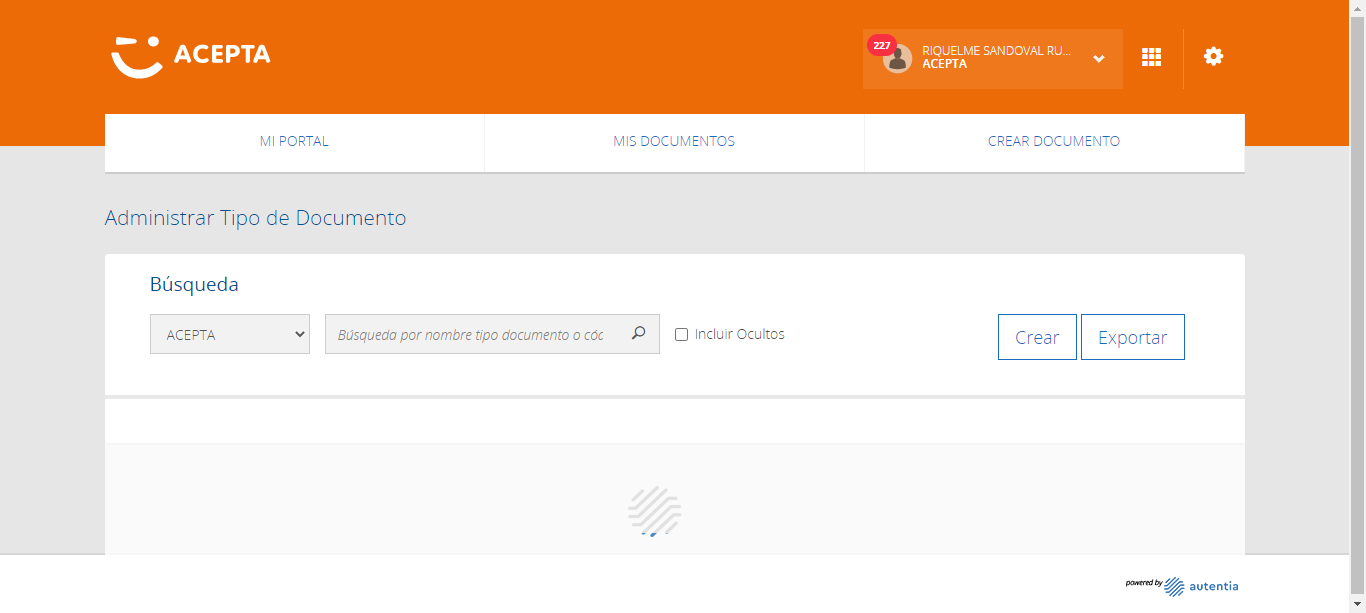 ACEPTA
227
RIQUELME SANDOVAL RU...
ACEPTA
MI PORTAL
MIS DOCUMENTOS
CREAR DOCUMENTO
Administrar Tipo de Documento
Búsqueda
ACEPTA
Búsqueda por nombre tipo documento o cóc
Incluir Ocultos
Crear
Exportar
powered by autentia